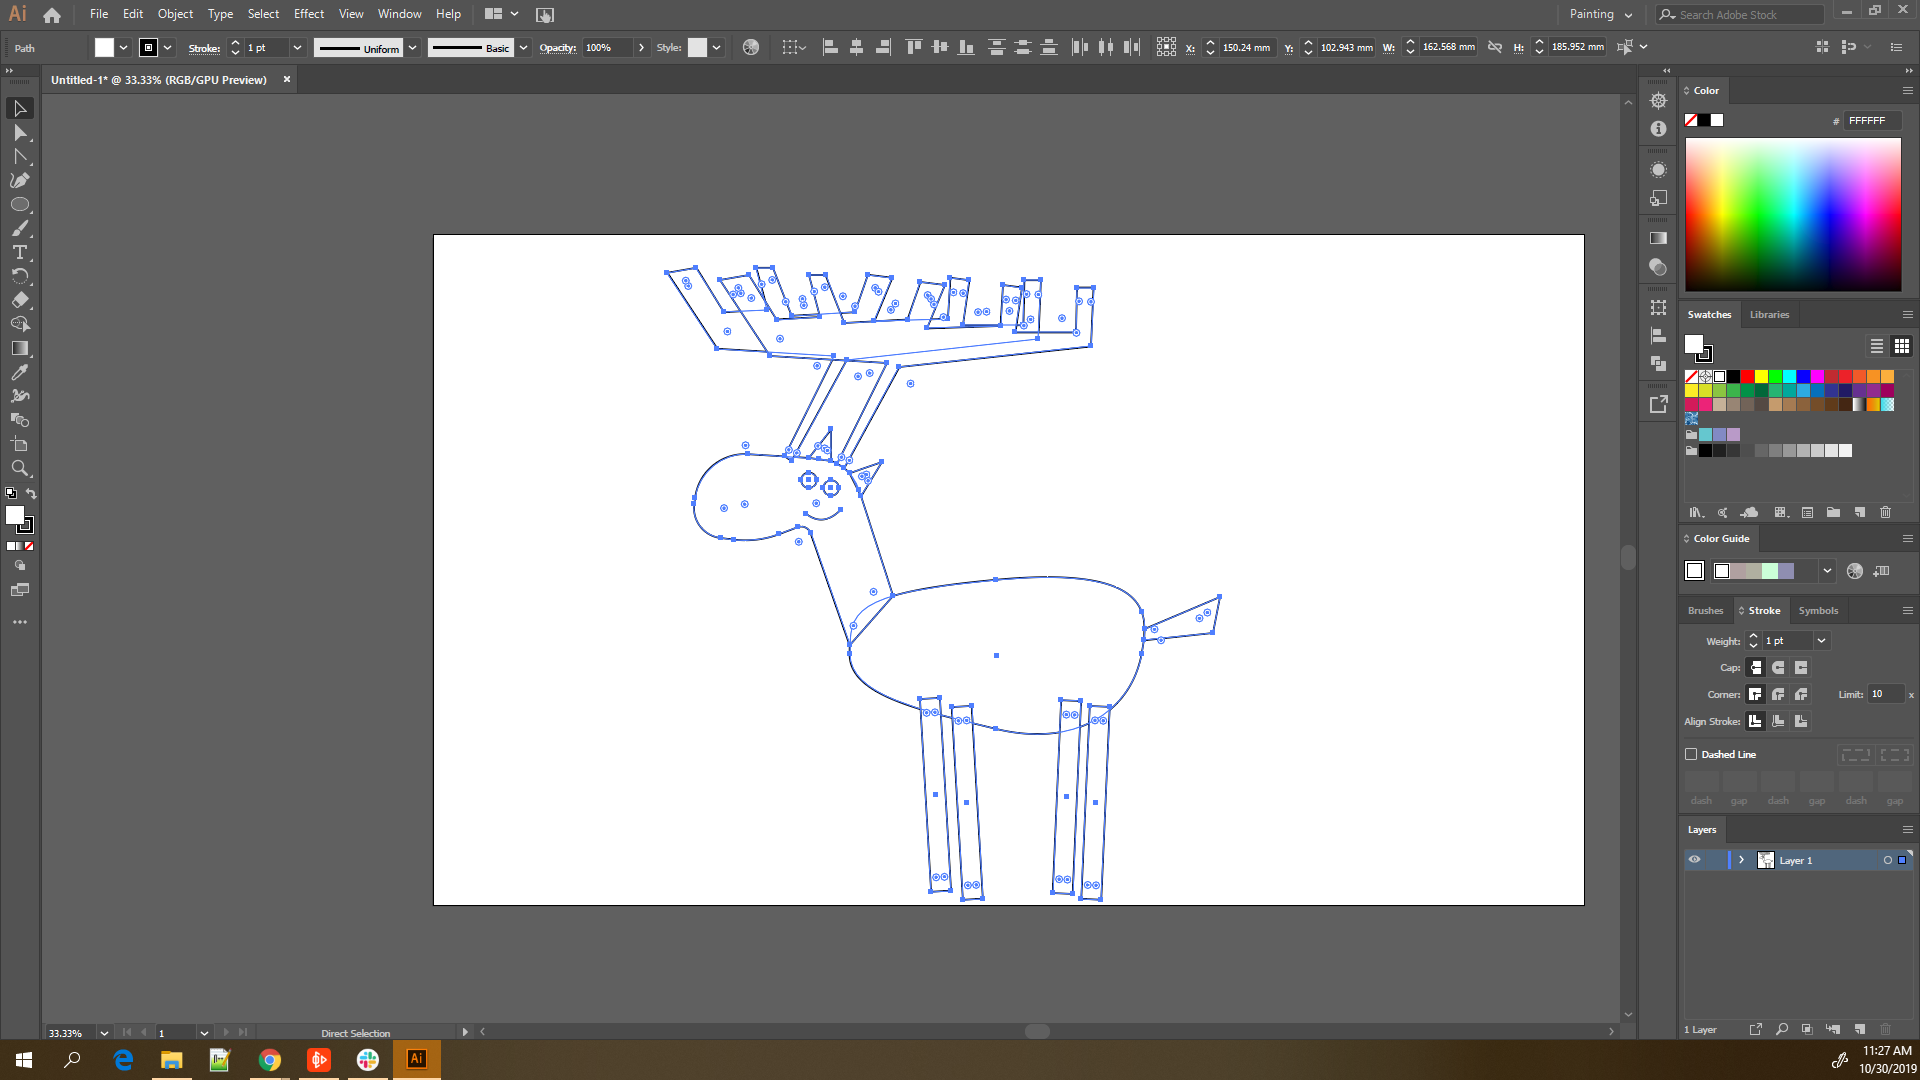 Ai File Edit Object Type Select Effect View Window Help Painting Search Adobe Stock
Path Stroke: 1 pt Uniform Basic Opacity: 100% Style: X: 150.24 mm Y: 102.943 mm W: 162.568 mm H: 185.952 mm
Untitled-1* @ 33.33% (RGB/GPU Preview)
Color
# FFFFFF
Swatches Libraries
Color Guide
Brushes Stroke Symbols
Weight: 1 pt
Cap:
Corner: Limit: 10 x
Align Stroke:
Dashed Line
dash gap dash gap dash gap
Layers
Layer 1
33.33% 1 Direct Selection 1 Layer
Ai
11:27 AM
10/30/2019